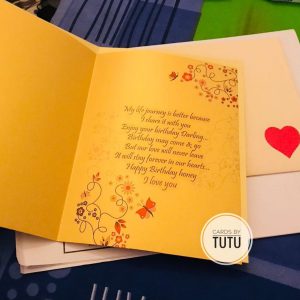 My life journey is better because
I share it with you
Enjoy your birthday Darling...
Birthday may come & go
But our love will never leave
It will stay forever in our hearts...
Happy Birthday honey
I love you
CARDS BY
TUTU